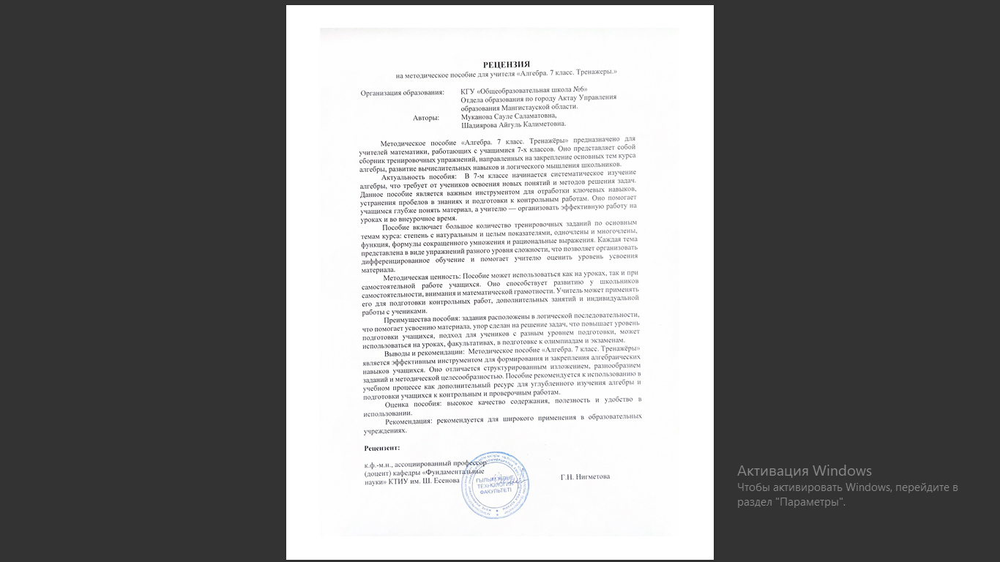 РЕЦЕНЗИЯ
на методическое пособие для учителя «Алгебра. 7 класс. Тренажеры.»
Организация образования: КГУ «Общеобразовательная школа №6»
Отдела образования по городу Актау Управления
образования Мангистауской области.
Авторы: Муканова Сауле Саламатовна,
Шадиярова Айгуль Калиметовна.
Методическое пособие «Алгебра. 7 класс. Тренажёры» предназначено для
учителей математики, работающих с учащимися 7-х классов. Оно представляет собой
сборник тренировочных упражнений, направленных на закрепление основных тем курса
алгебры, развитие вычислительных навыков и логического мышления школьников.
Актуальность пособия: В 7-м классе начинается систематическое изучение
алгебры, что требует от учеников освоения новых понятий и методов решения задач.
Данное пособие является важным инструментом для отработки ключевых навыков,
устранения пробелов в знаниях и подготовки к контрольным работам. Оно помогает
учащимся глубже понять материал, а учителю — организовать эффективную работу на
уроках и во внеурочное время.
Пособие включает большое количество тренировочных заданий по основным
темам курса: степень с натуральным и целым показателями, одночлены и многочлены,
функция, формулы сокращенного умножения и рациональные выражения. Каждая тема
представлена в виде упражнений разного уровня сложности, что позволяет организовать
дифференцированное обучение и помогает учителю оценить уровень усвоения
материала.
Методическая ценность: Пособие может использоваться как на уроках, так и при
самостоятельной работе учащихся. Оно способствует развитию у школьников
самостоятельности, внимания и математической грамотности. Учитель может применять
его для подготовки контрольных работ, дополнительных занятий и индивидуальной
работы с учениками.
Преимущества пособия: задания расположены в логической последовательности,
что помогает усвоению материала, упор сделан на решение задач, что повышает уровень
подготовки учащихся, подход для учеников с разным уровнем подготовки, может
использоваться на уроках, факультативах, в подготовке к олимпиадам и экзаменам.
Выводы и рекомендации: Методическое пособие «Алгебра. 7 класс. Тренажёры»
является эффективным инструментом для формирования и закрепления алгебраических
навыков учащихся. Оно отличается структурированным изложением, разнообразием
заданий и методической целесообразностью. Пособие рекомендуется к использованию в
учебном процессе как дополнительный ресурс для углубленного изучения алгебры и
подготовки учащихся к контрольным и проверочным работам.
Оценка пособия: высокое качество содержания, полезность и удобство в
использовании.
Рекомендация: рекомендуется для широкого применения в образовательных
учреждениях.
Рецензент:
к.ф.-м.н., ассоциированный профессор
(доцент) кафедры «Фундаментальные
науки» КТИУ им. Ш. Есенова
Г.Н. Нигметова
ҒЫЛЫМ ЖӘНЕ
ТЕХНОЛОГИЯ
ФАКУЛЬТЕТІ
Активация Windows
Чтобы активировать Windows, перейдите в
раздел "Параметры".